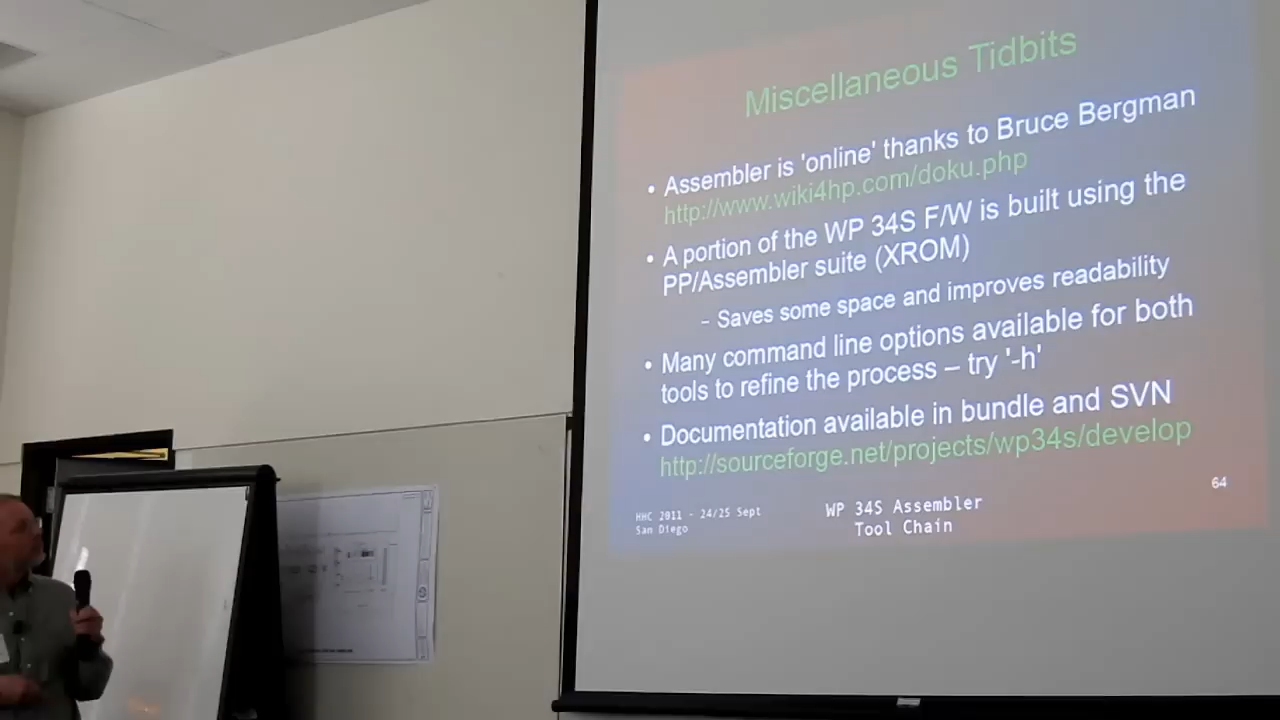 Miscellaneous Tidbits
• Assembler is 'online' thanks to Bruce Bergman
http://www.wiki4hp.com/doku.php
• A portion of the WP 34S F/W is built using the
PP/Assembler suite (XROM)
– Saves some space and improves readability
• Many command line options available for both
tools to refine the process – try '-h'
• Documentation available in bundle and SVN
http://sourceforge.net/projects/wp34s/develop
HHC 2011 - 24/25 Sept
San Diego
WP 34S Assembler
Tool Chain
64